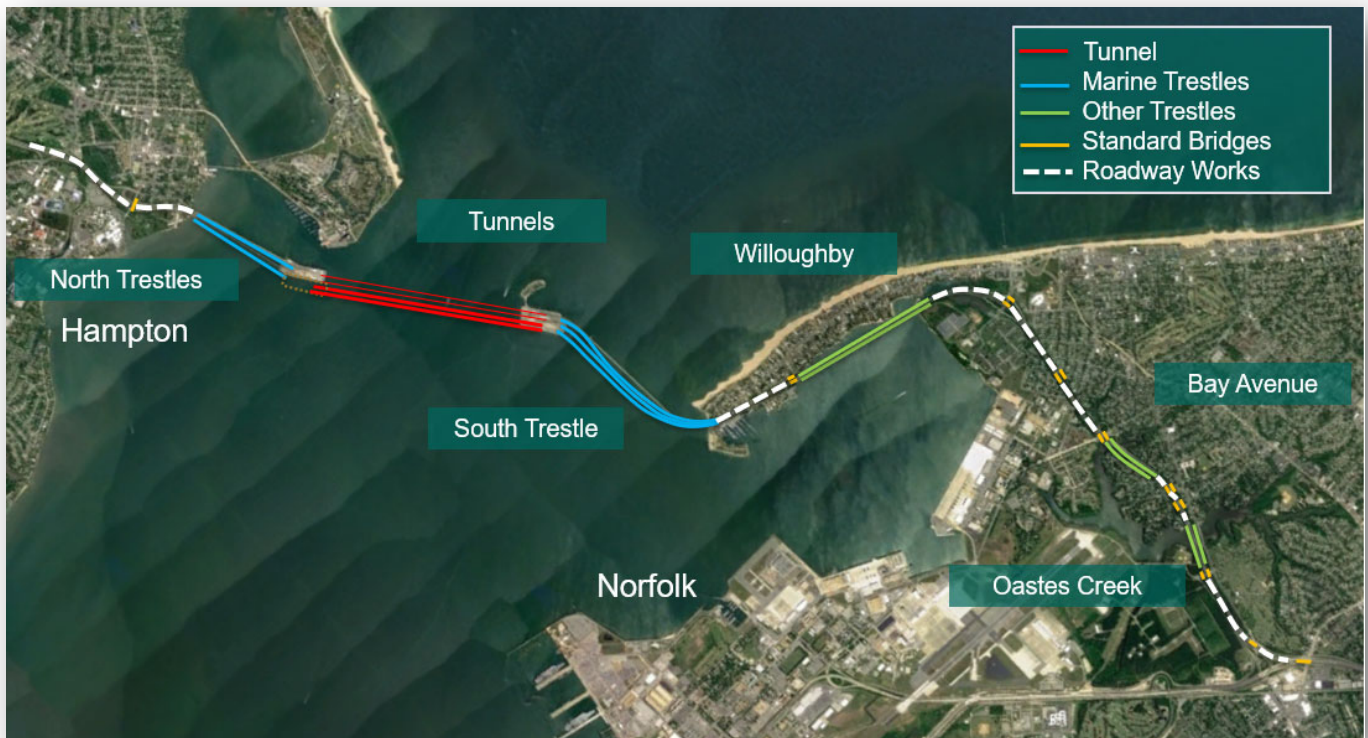 Tunnel
Marine Trestles
Other Trestles
Standard Bridges
Roadway Works
Tunnels
Willoughby
North Trestles
Hampton
Bay Avenue
South Trestle
Norfolk
Oastes Creek